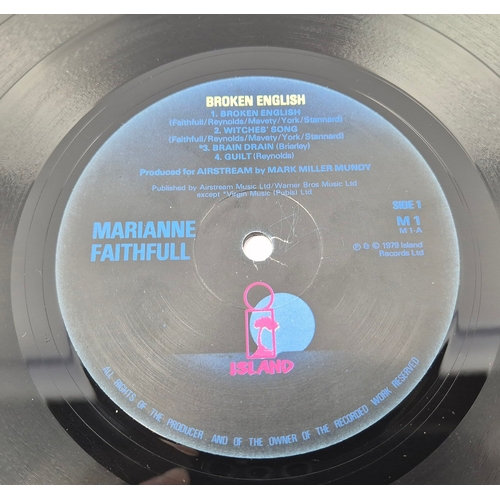 BROKEN ENGLISH
1. BROKEN ENGLISH
(Faithfull/Reynolds/Mavety/York/Stannard)
2. WITCHES' SONG
(Faithfull/Reynolds/Mavety/York/Stannard)
*3. BRAIN DRAIN (Brierley)
4. GUILT (Reynolds)
Produced for AIRSTREAM by MARK MILLER MUNDY
Published by Airstream Music Ltd/Warner Bros Music Ltd
except *Virgin Music (Publs) Ltd
SIDE 1
M 1
M 1-A
MARIANNE
FAITHFULL
℗ & © 1979 Island
Records Ltd
ISLAND
ALL RIGHTS OF THE PRODUCER AND OF THE OWNER OF THE RECORDED WORK RESERVED